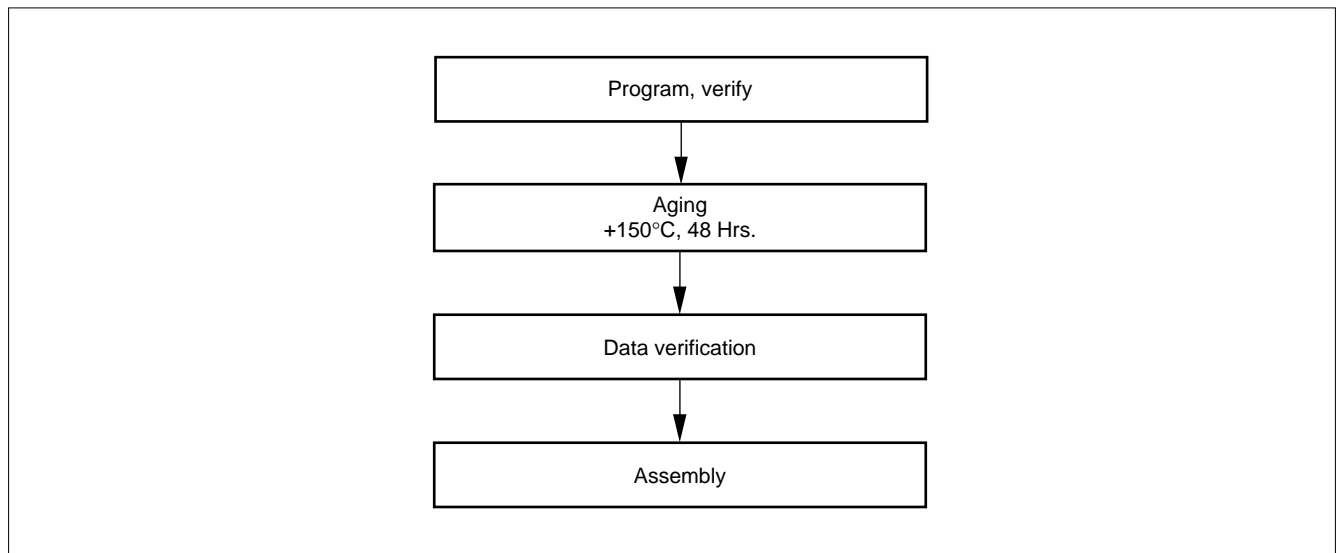 Program, verify
Aging
+150°C, 48 Hrs.
Data verification
Assembly